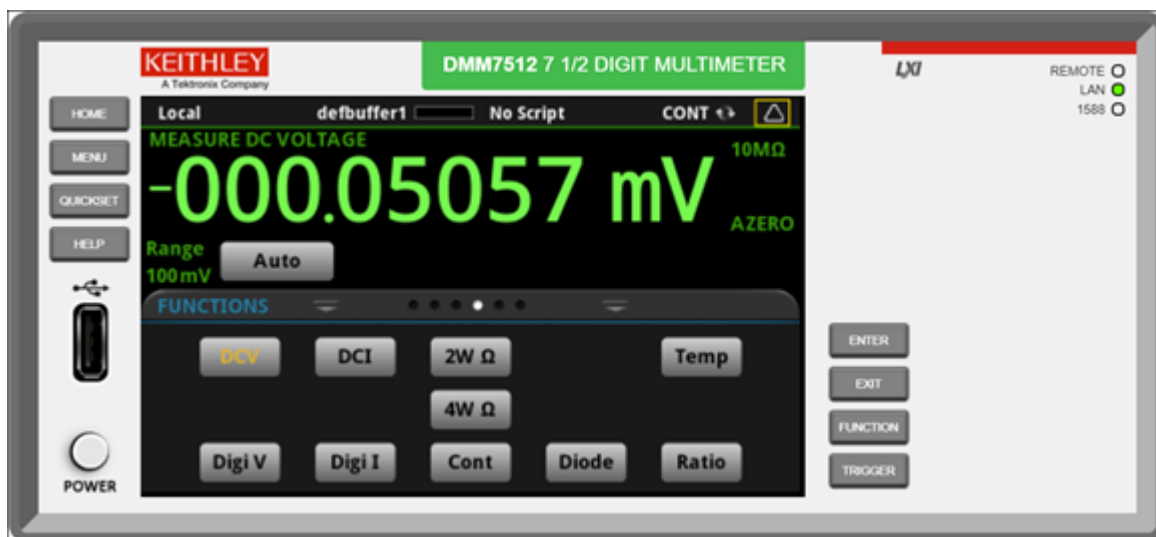 KEITHLEY
A Tektronix Company
DMM7512 7 1/2 DIGIT MULTIMETER
LXI
REMOTE
LAN
1588
HOME
MENU
QUICKSET
HELP
POWER
Local defbuffer1 No Script CONT
MEASURE DC VOLTAGE
10MΩ
-000.05057 mV
AZERO
Range
100mV
Auto
FUNCTIONS
DCV DCI 2W Ω Temp
4W Ω
Digi V Digi I Cont Diode Ratio
ENTER
EXIT
FUNCTION
TRIGGER